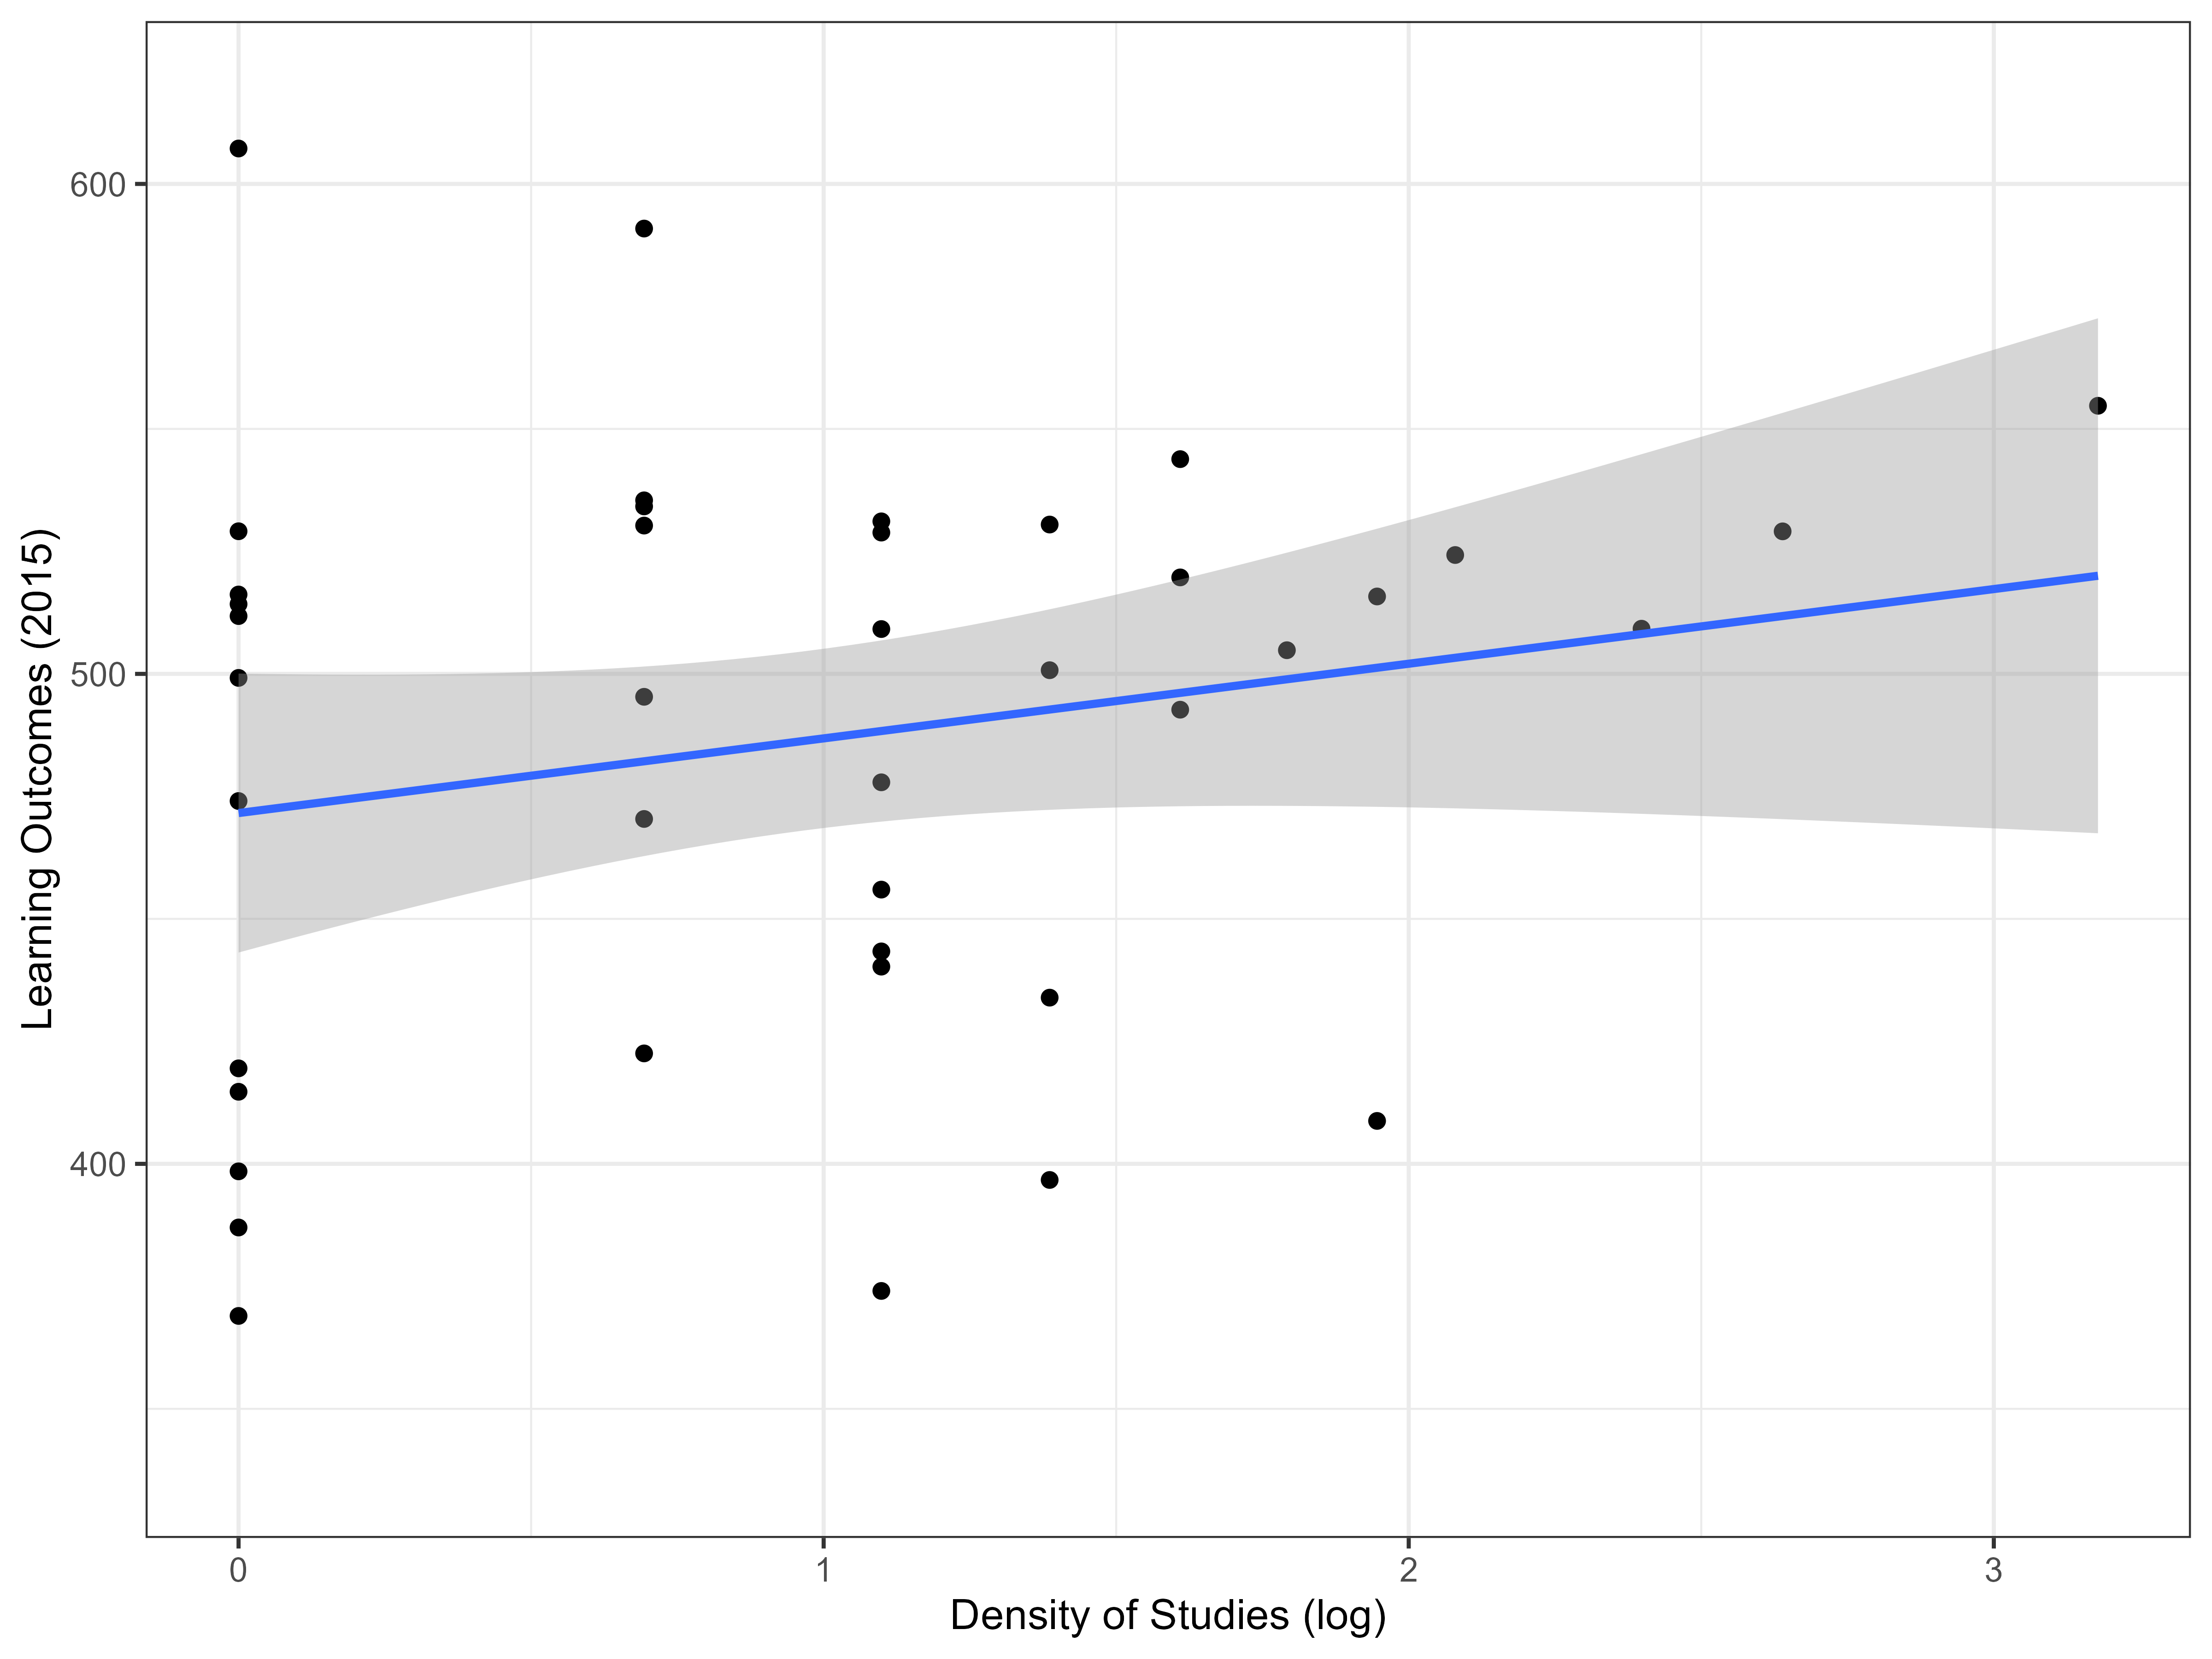 Learning Outcomes (2015)
600
500
400
0 1 2 3
Density of Studies (log)